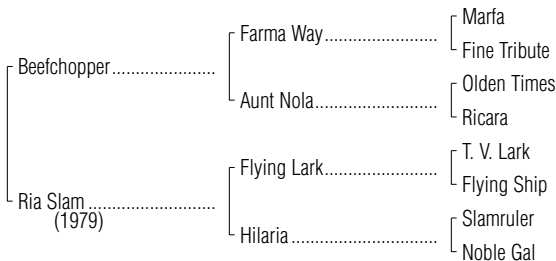 Marfa
Farma Way
Fine Tribute
Beefchopper
Olden Times
Aunt Nola
Ricara
T. V. Lark
Flying Lark
Flying Ship
Ria Slam
(1979)
Slamruler
Hilaria
Noble Gal